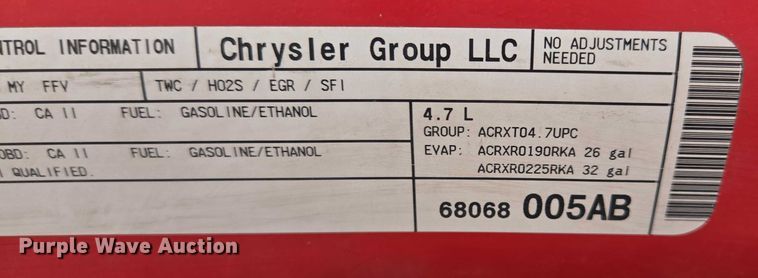 NTROL INFORMATION Chrysler Group LLC NO ADJUSTMENTS
NEEDED
MY FFV TWC / HO2S / EGR / SFI
D: CA II FUEL: GASOLINE/ETHANOL
4.7 L
GROUP: ACRXT04.7UPC
OBD: CA II FUEL: GASOLINE/ETHANOL
EVAP: ACRXR0190RKA 26 gal
QUALIFIED.
ACRXR0225RKA 32 gal
68068 005AB
Purple Wave Auction